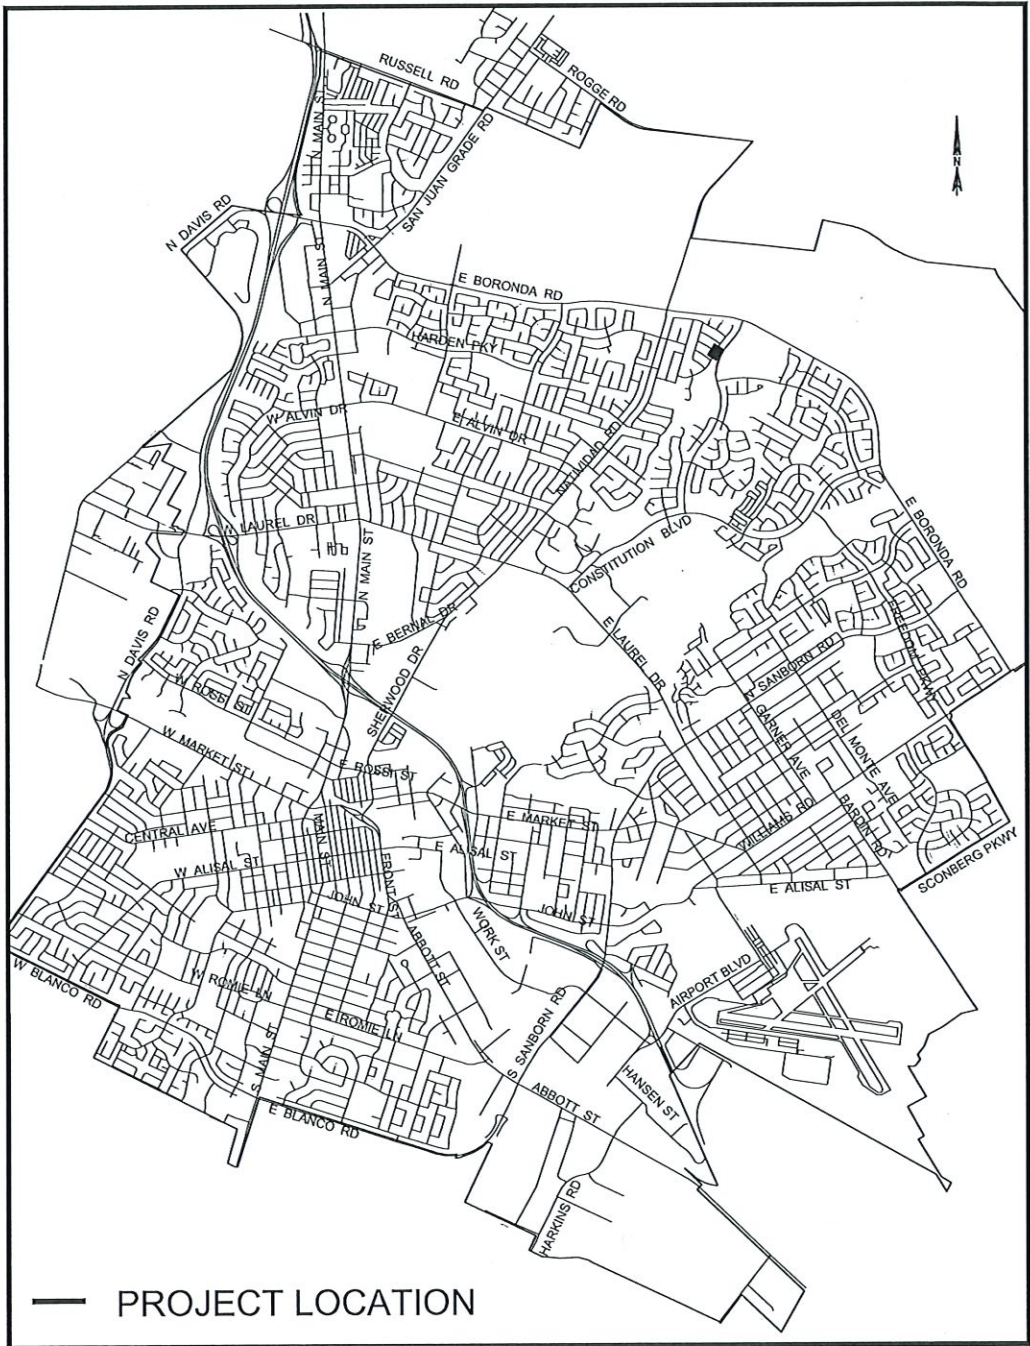 RUSSELL RD
ROGGE RD
N MAIN ST
SAN JUAN GRADE RD
N
N DAVIS RD
N MAIN ST
E BORONDA RD
HARDEN PKY
W ALVIN DR
E ALVIN DR
NATIVIDAD RD
W LAUREL DR
N MAIN ST
CONSTITUTION BLVD
E BORONDA RD
E BERNAL DR
E LAUREL DR
FREEDOM PKWY
N DAVIS RD
SHERWOOD DR
N SANBORN RD
W ROSSI ST
GARNER AVE
DEL MONTE AVE
W MARKET ST
E ROSSI ST
E MARKET ST
WILLIAMS RD
BARDIN RD
CENTRAL AVE
MAIN ST
E ALISAL ST
W ALISAL ST
FRONT ST
E ALISAL ST
SCONBERG PKWY
JOHN ST
JOHN ST
WORK ST
ABBOTT ST
W BLANCO RD
W ROMIE LN
AIRPORT BLVD
E ROMIE LN
S SANBORN RD
S MAIN ST
HANSEN ST
ABBOTT ST
E BLANCO RD
HARKINS RD
PROJECT LOCATION